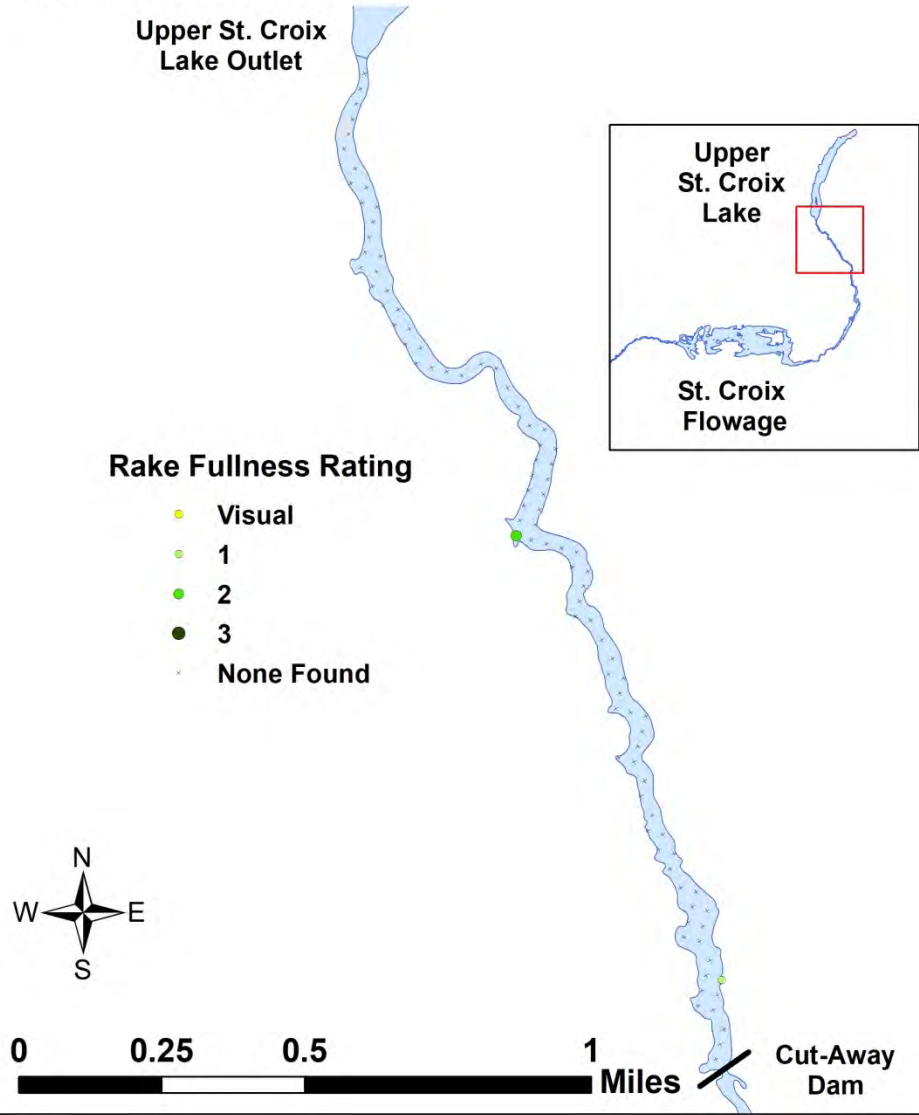 Upper St. Croix
Lake Outlet
Upper
St. Croix
Lake
St. Croix
Flowage
Rake Fullness Rating
Visual
1
2
3
None Found
N
W E
S
0 0.25 0.5 1 Miles
Cut-Away
Dam